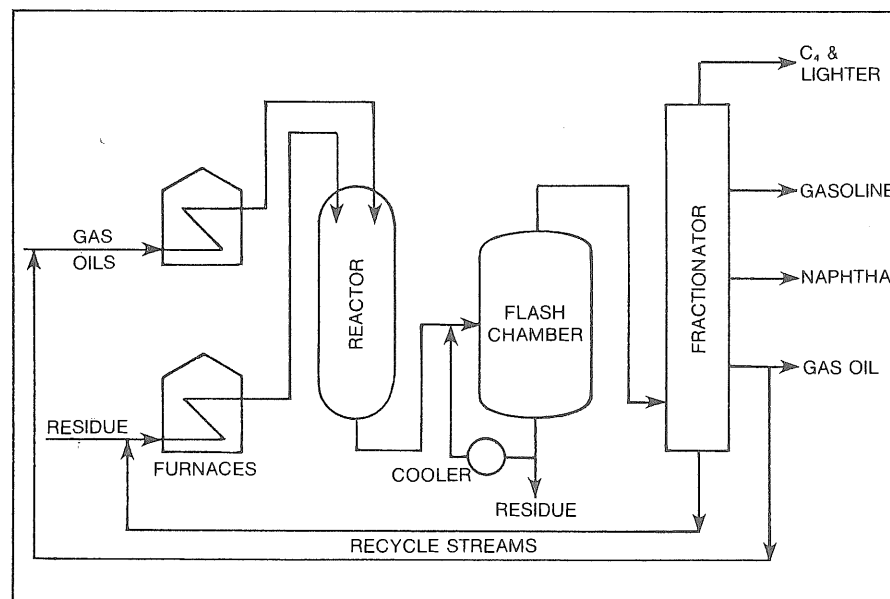 C₄ &
LIGHTER
GASOLINE
NAPHTHA
GAS OIL
FRACTIONATOR
FLASH
CHAMBER
REACTOR
GAS
OILS
RESIDUE
FURNACES
COOLER
RESIDUE
RECYCLE STREAMS